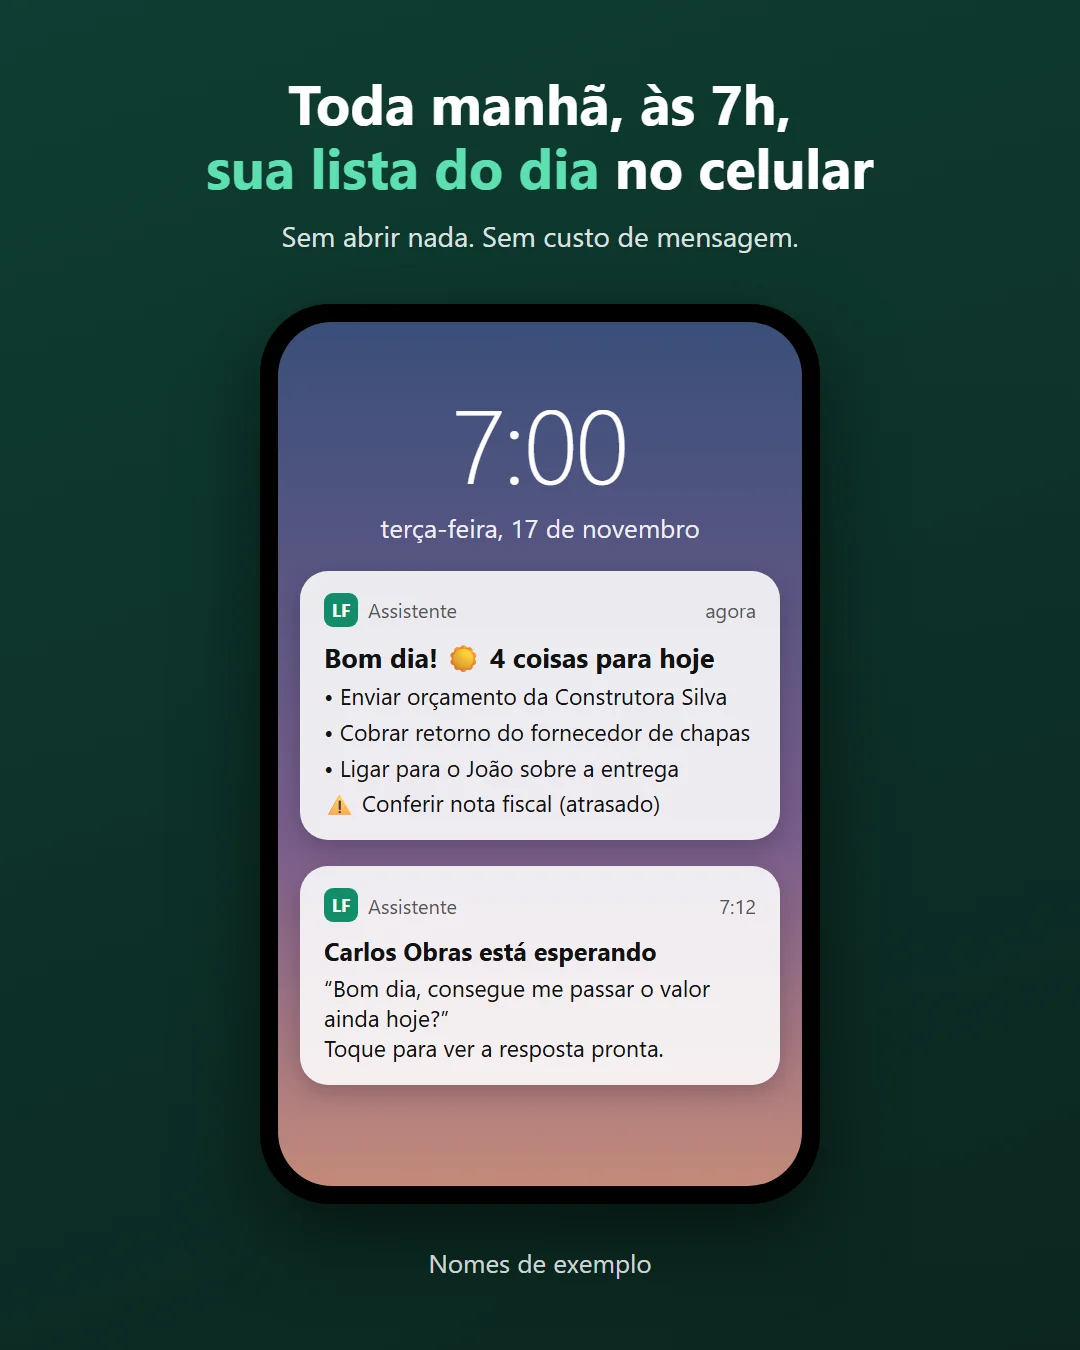 Toda manhã, às 7h,
sua lista do dia no celular
Sem abrir nada. Sem custo de mensagem.
7:00
terça-feira, 17 de novembro
LF Assistente agora
Bom dia! ☀️ 4 coisas para hoje
• Enviar orçamento da Construtora Silva
• Cobrar retorno do fornecedor de chapas
• Ligar para o João sobre a entrega
⚠️ Conferir nota fiscal (atrasado)
LF Assistente 7:12
Carlos Obras está esperando
“Bom dia, consegue me passar o valor
ainda hoje?”
Toque para ver a resposta pronta.
Nomes de exemplo